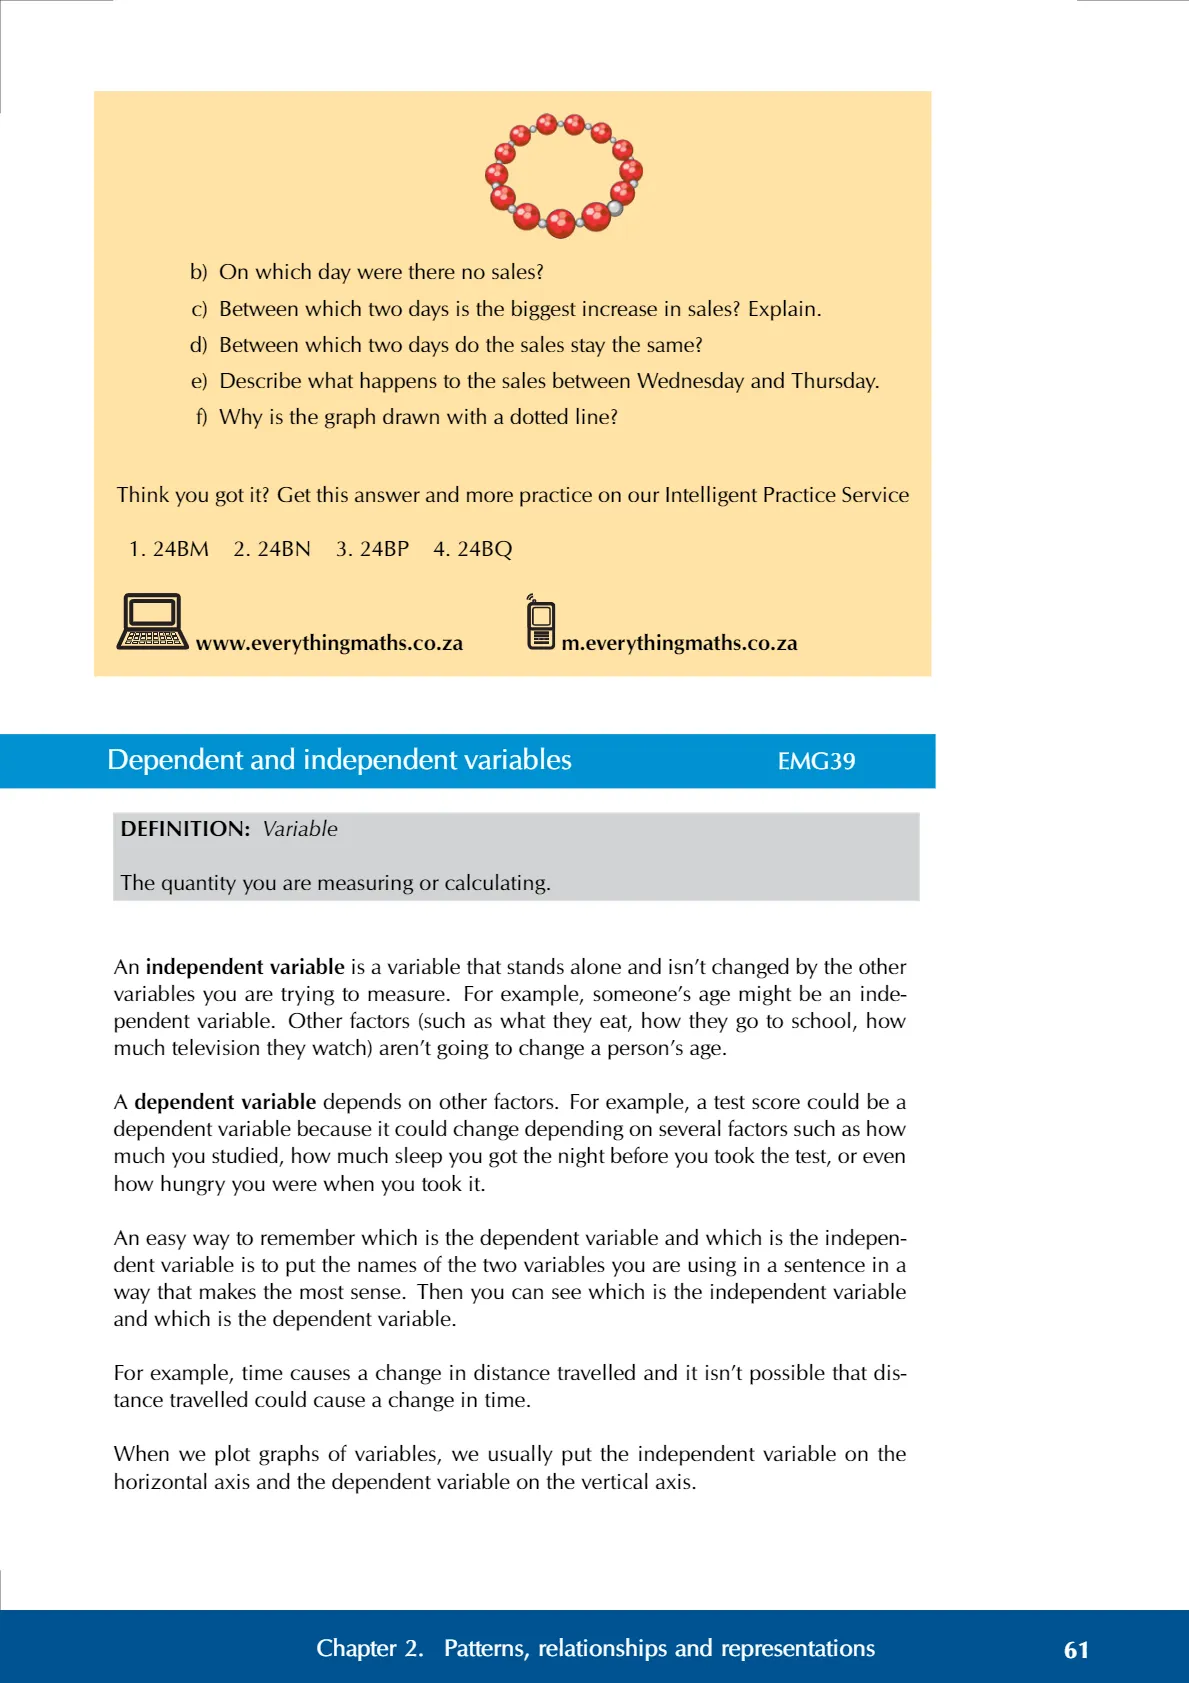 b) On which day were there no sales?
c) Between which two days is the biggest increase in sales? Explain.
d) Between which two days do the sales stay the same?
e) Describe what happens to the sales between Wednesday and Thursday.
f) Why is the graph drawn with a dotted line?
Think you got it? Get this answer and more practice on our Intelligent Practice Service
1. 24BM 2. 24BN 3. 24BP 4. 24BQ
www.everythingmaths.co.za m.everythingmaths.co.za
Dependent and independent variables EMG39
DEFINITION: Variable
The quantity you are measuring or calculating.
An independent variable is a variable that stands alone and isn't changed by the other
variables you are trying to measure. For example, someone's age might be an inde-
pendent variable. Other factors (such as what they eat, how they go to school, how
much television they watch) aren't going to change a person's age.
A dependent variable depends on other factors. For example, a test score could be a
dependent variable because it could change depending on several factors such as how
much you studied, how much sleep you got the night before you took the test, or even
how hungry you were when you took it.
An easy way to remember which is the dependent variable and which is the indepen-
dent variable is to put the names of the two variables you are using in a sentence in a
way that makes the most sense. Then you can see which is the independent variable
and which is the dependent variable.
For example, time causes a change in distance travelled and it isn't possible that dis-
tance travelled could cause a change in time.
When we plot graphs of variables, we usually put the independent variable on the
horizontal axis and the dependent variable on the vertical axis.
Chapter 2. Patterns, relationships and representations 61